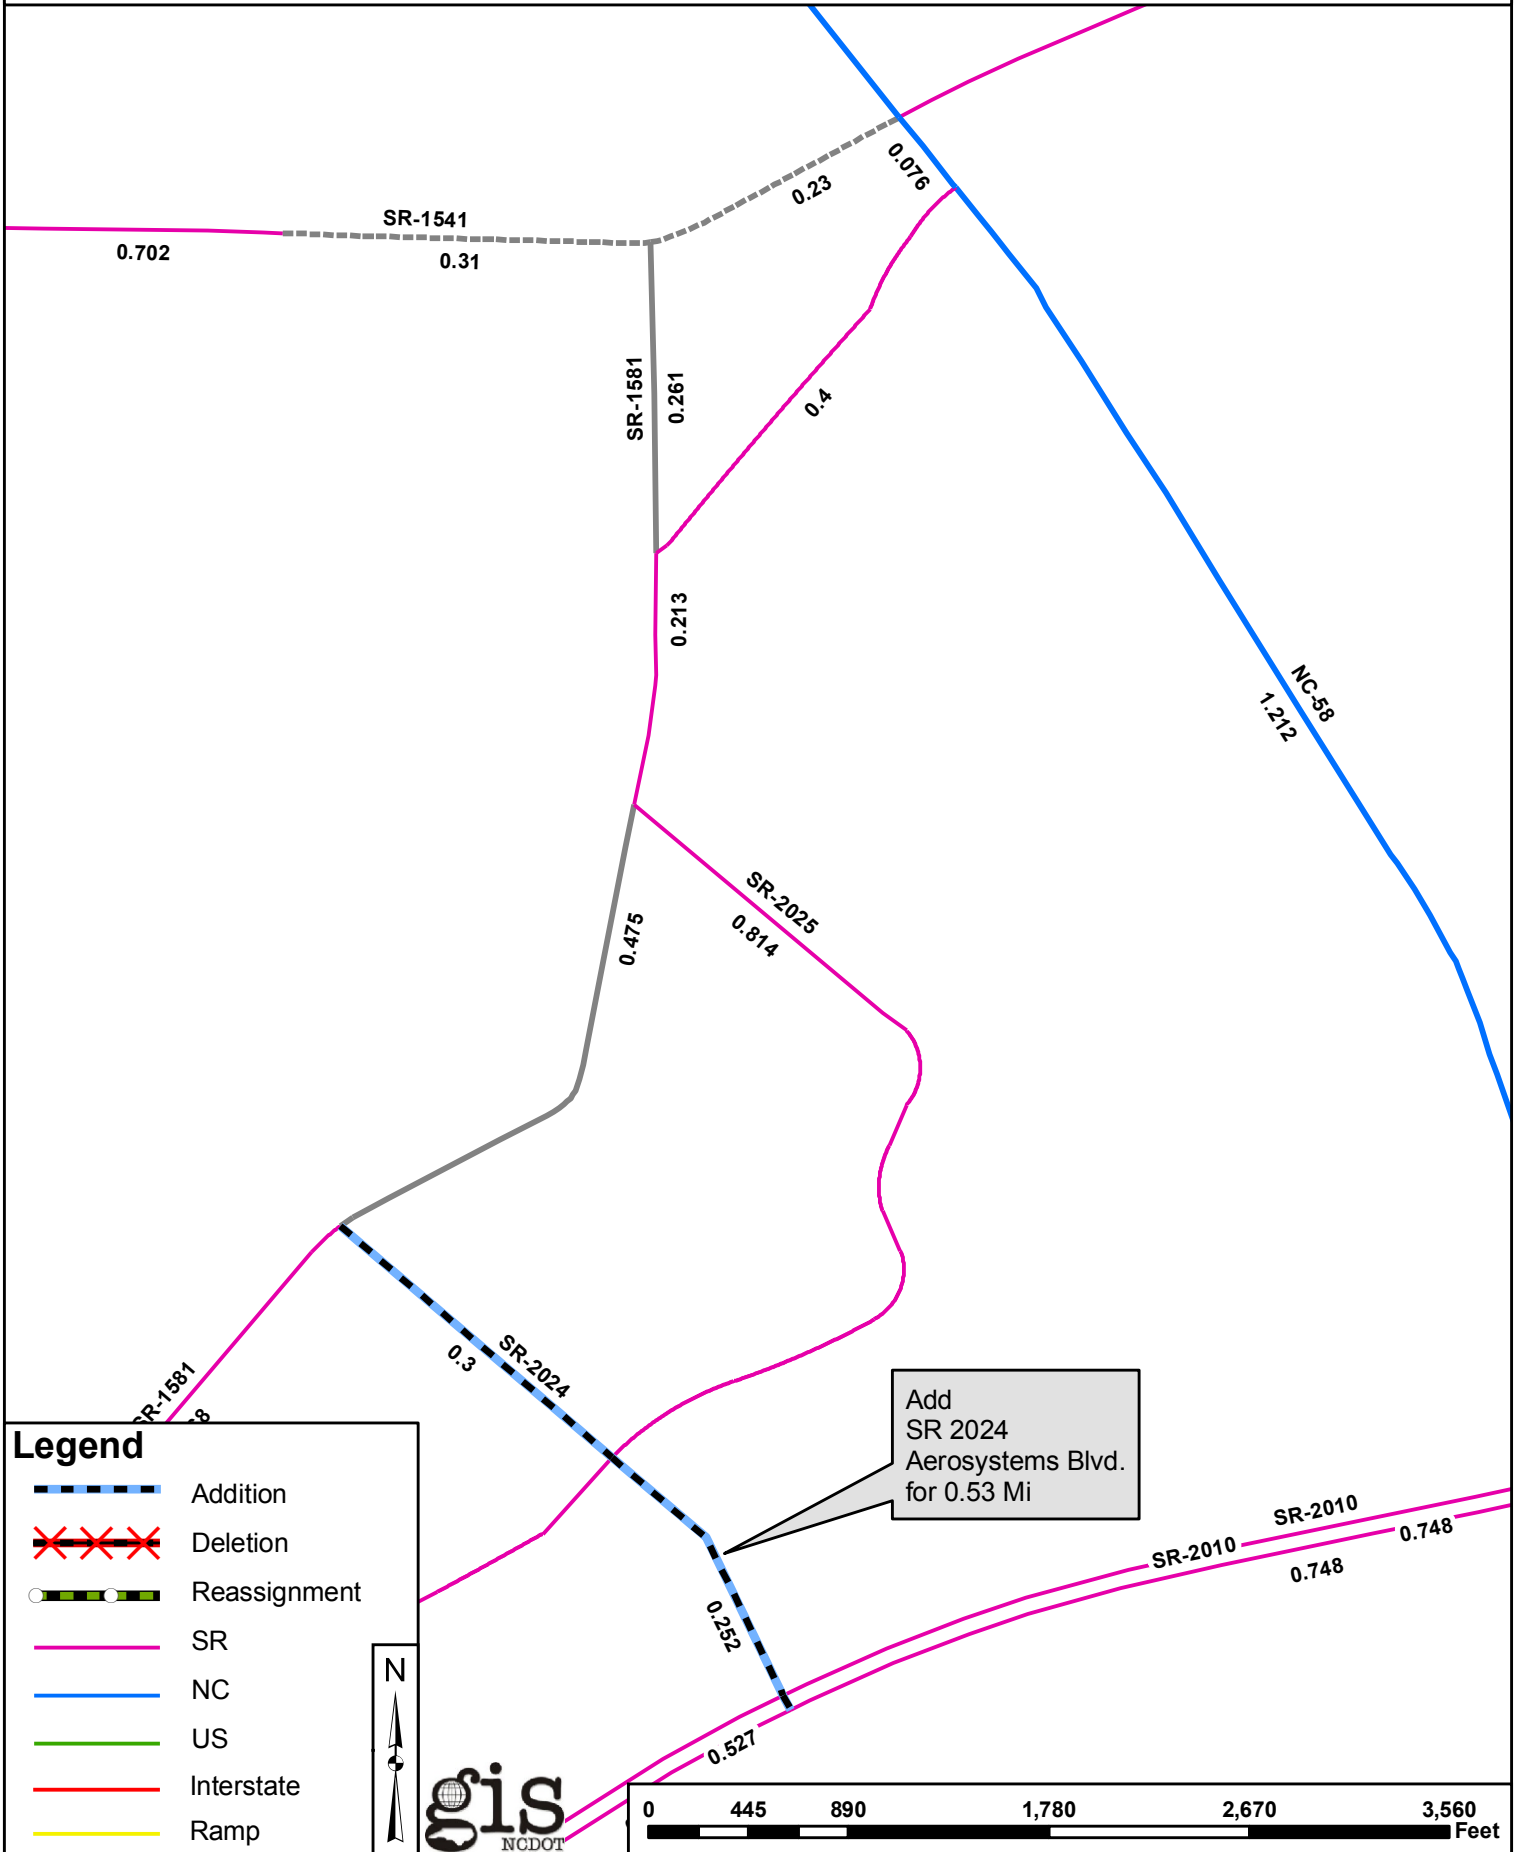 0.076
0.23
SR-1541
0.702
0.31
SR-1581
0.261
0.4
0.213
NC-58
1.212
SR-2025
0.814
0.475
SR-2024
0.3
SR-1581
Add
SR 2024
Aerosystems Blvd.
for 0.53 Mi
SR-2010
SR-2010
0.748
0.748
0.252
0.527
Legend
Addition
Deletion
Reassignment
SR
NC
US
Interstate
Ramp
N
gis
NCDOT
0 445 890 1,780 2,670 3,560
Feet